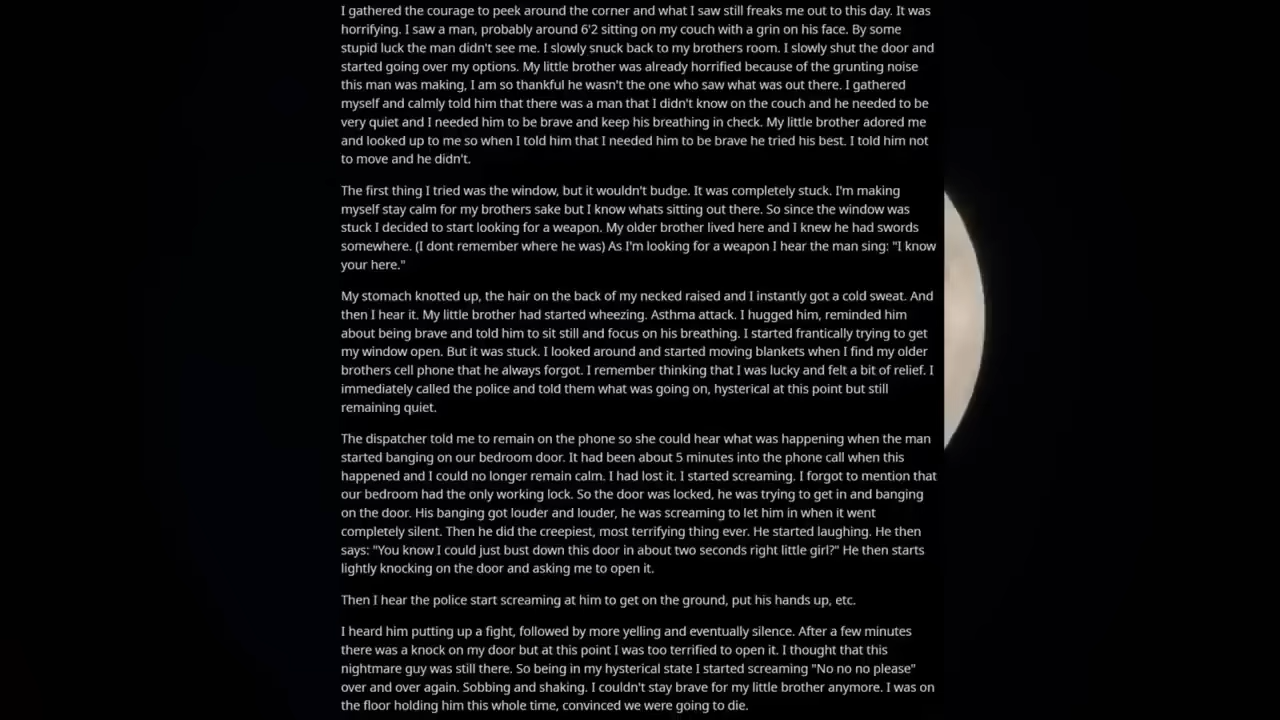 I gathered the courage to peek around the corner and what I saw still freaks me out to this day. It was
horrifying. I saw a man, probably around 6'2 sitting on my couch with a grin on his face. By some
stupid luck the man didn't see me. I slowly snuck back to my brothers room. I slowly shut the door and
started going over my options. My little brother was already horrified because of the grunting noise
this man was making, I am so thankful he wasn't the one who saw what was out there. I gathered
myself and calmly told him that there was a man that I didn't know on the couch and he needed to be
very quiet and I needed him to be brave and keep his breathing in check. My little brother adored me
and looked up to me so when I told him that I needed him to be brave he tried his best. I told him not
to move and he didn't.
The first thing I tried was the window, but it wouldn't budge. It was completely stuck. I'm making
myself stay calm for my brothers sake but I know whats sitting out there. So since the window was
stuck I decided to start looking for a weapon. My older brother lived here and I knew he had swords
somewhere. (I dont remember where he was) As I'm looking for a weapon I hear the man sing: "I know
your here."
My stomach knotted up, the hair on the back of my necked raised and I instantly got a cold sweat. And
then I hear it. My little brother had started wheezing. Asthma attack. I hugged him, reminded him
about being brave and told him to sit still and focus on his breathing. I started frantically trying to get
my window open. But it was stuck. I looked around and started moving blankets when I find my older
brothers cell phone that he always forgot. I remember thinking that I was lucky and felt a bit of relief. I
immediately called the police and told them what was going on, hysterical at this point but still
remaining quiet.
The dispatcher told me to remain on the phone so she could hear what was happening when the man
started banging on our bedroom door. It had been about 5 minutes into the phone call when this
happened and I could no longer remain calm. I had lost it. I started screaming. I forgot to mention that
our bedroom had the only working lock. So the door was locked, he was trying to get in and banging
on the door. His banging got louder and louder, he was screaming to let him in when it went
completely silent. Then he did the creepiest, most terrifying thing ever. He started laughing. He then
says: "You know I could just bust down this door in about two seconds right little girl?" He then starts
lightly knocking on the door and asking me to open it.
Then I hear the police start screaming at him to get on the ground, put his hands up, etc.
I heard him putting up a fight, followed by more yelling and eventually silence. After a few minutes
there was a knock on my door but at this point I was too terrified to open it. I thought that this
nightmare guy was still there. So being in my hysterical state I started screaming "No no no please"
over and over again. Sobbing and shaking. I couldn't stay brave for my little brother anymore. I was on
the floor holding him this whole time, convinced we were going to die.